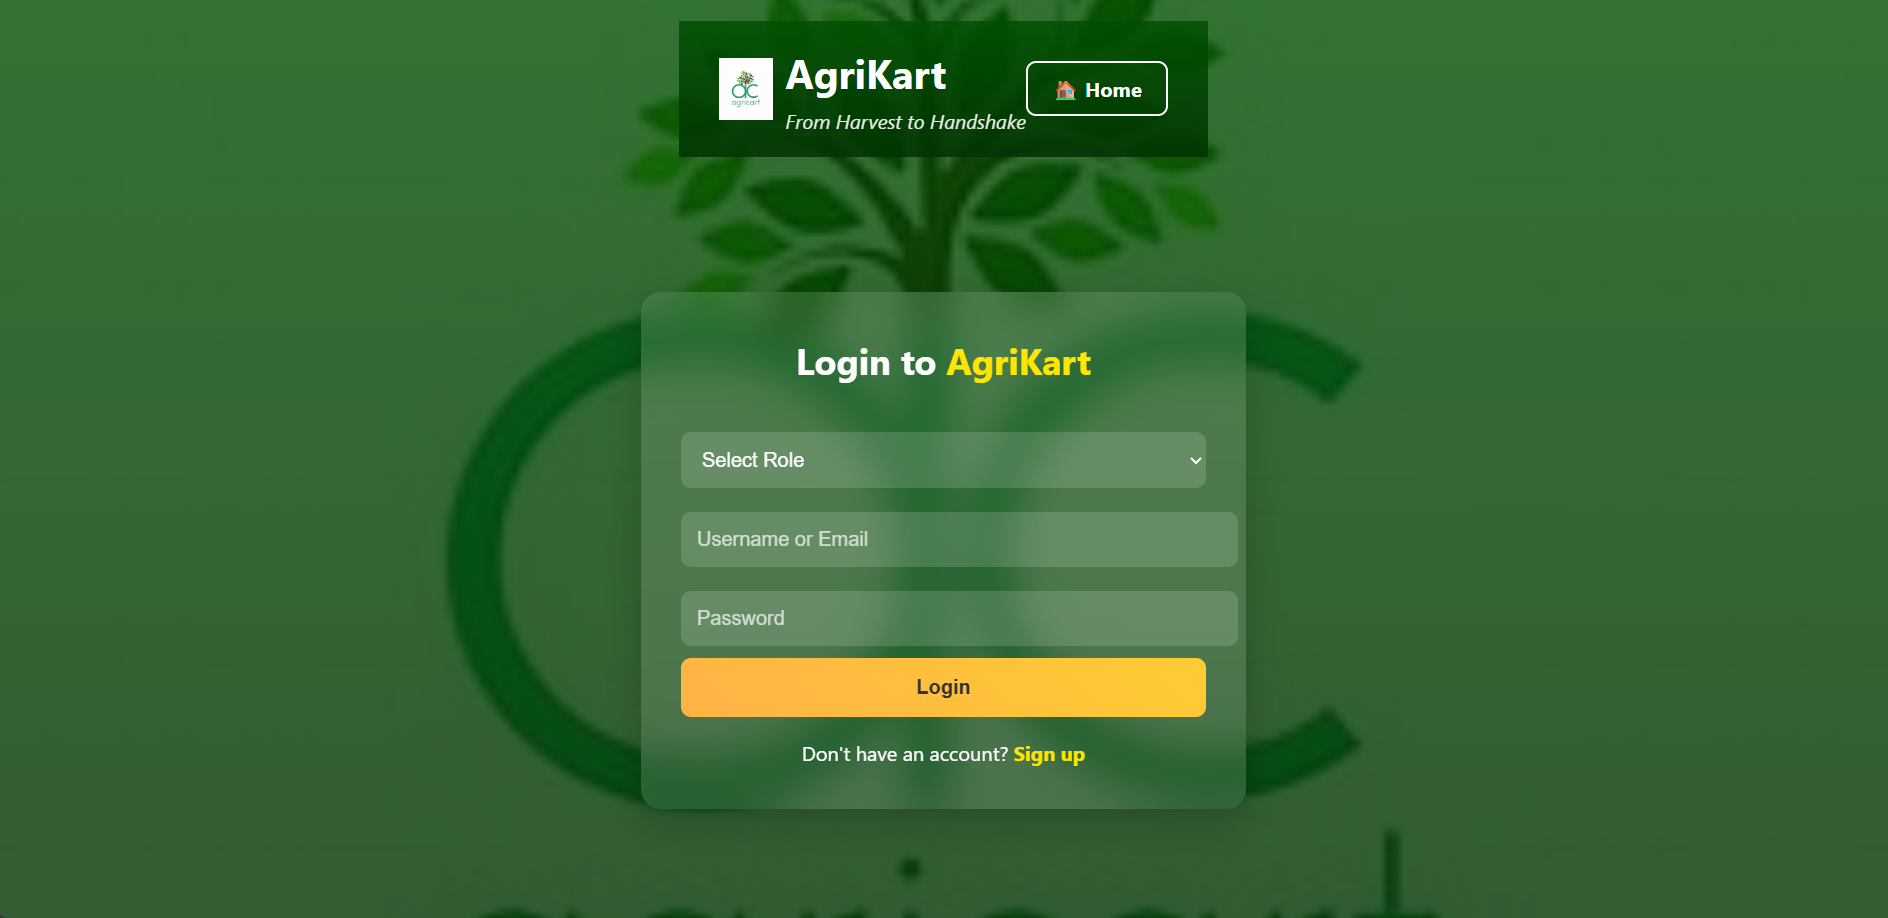 AgriKart
agricart
From Harvest to Handshake
Home
Login to AgriKart
Select Role
Username or Email
Password
Login
Don't have an account? Sign up